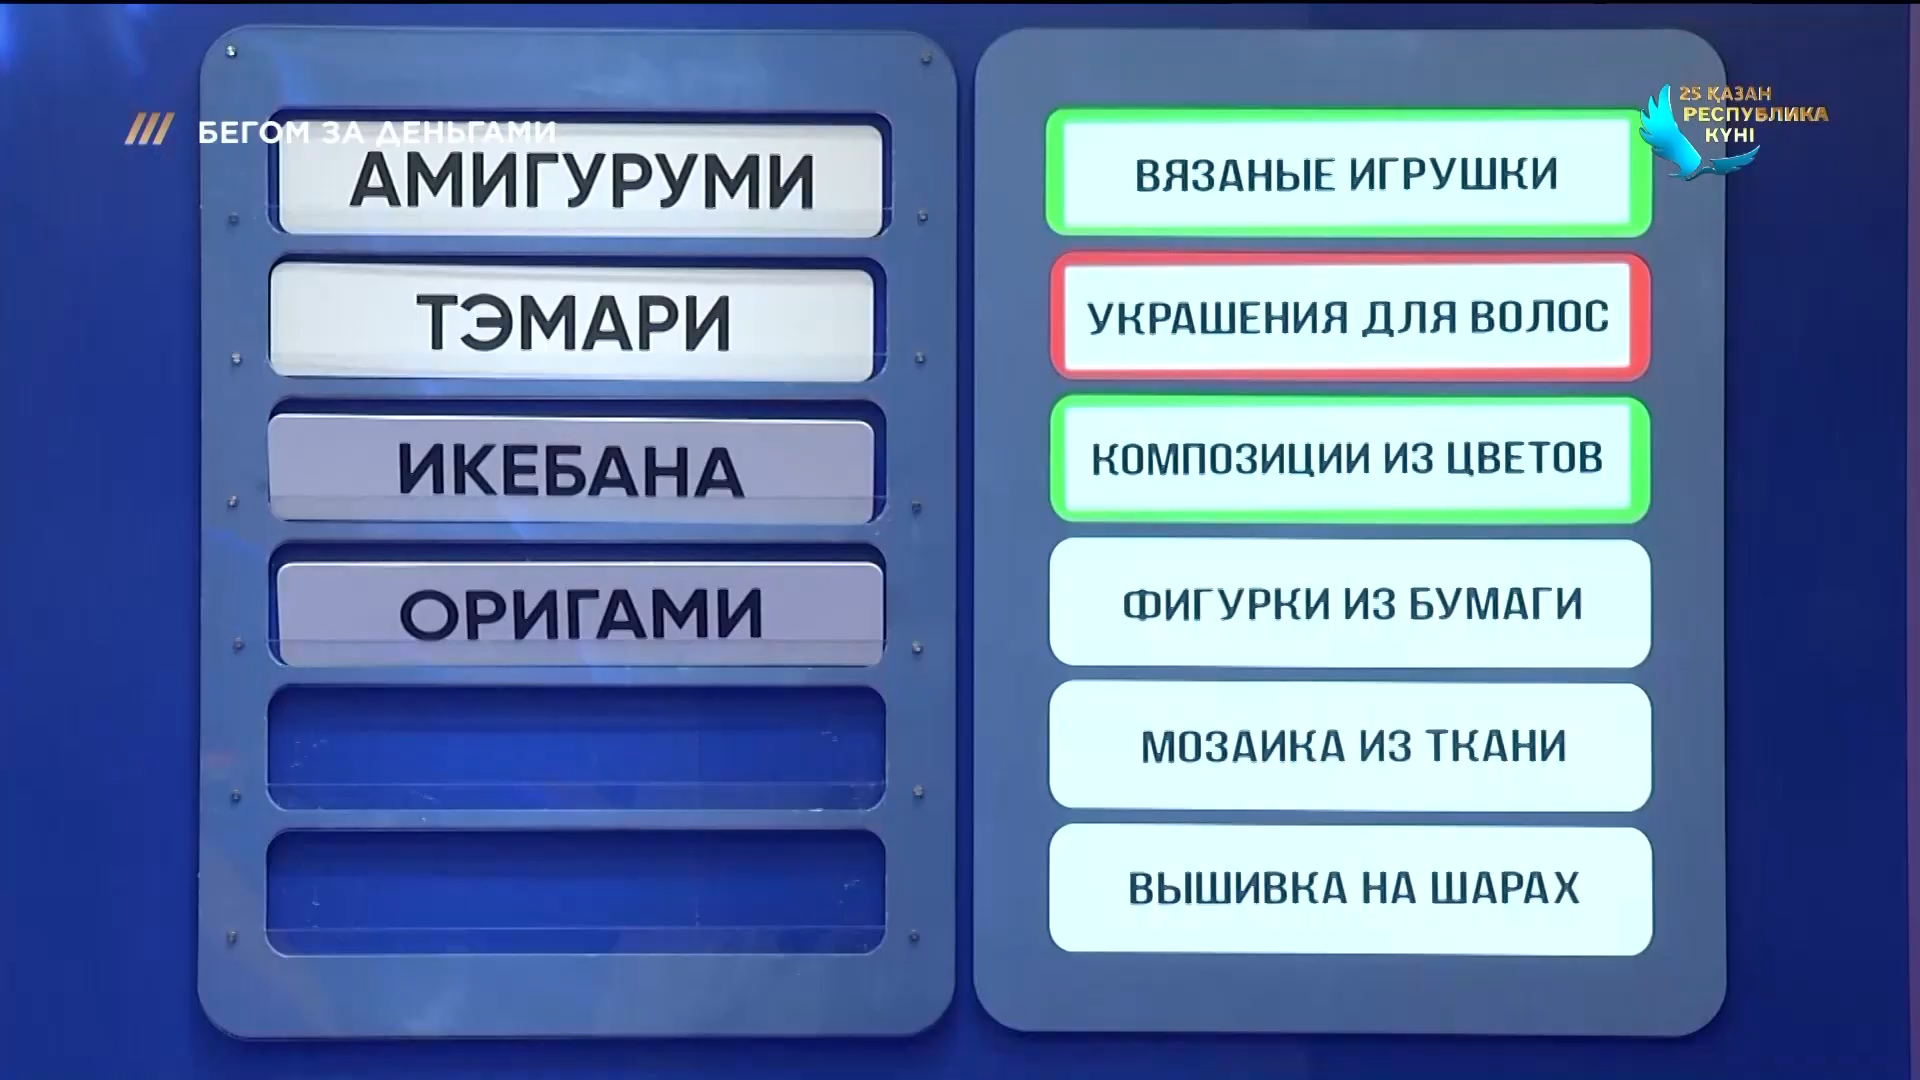 БЕГОМ ЗА ДЕНЬГАМИ
25 ҚАЗАН
РЕСПУБЛИКА
КҮНІ
АМИГУРУМИ
ВЯЗАНЫЕ ИГРУШКИ
ТЭМАРИ
УКРАШЕНИЯ ДЛЯ ВОЛОС
ИКЕБАНА
КОМПОЗИЦИИ ИЗ ЦВЕТОВ
ОРИГАМИ
ФИГУРКИ ИЗ БУМАГИ
МОЗАИКА ИЗ ТКАНИ
ВЫШИВКА НА ШАРАХ